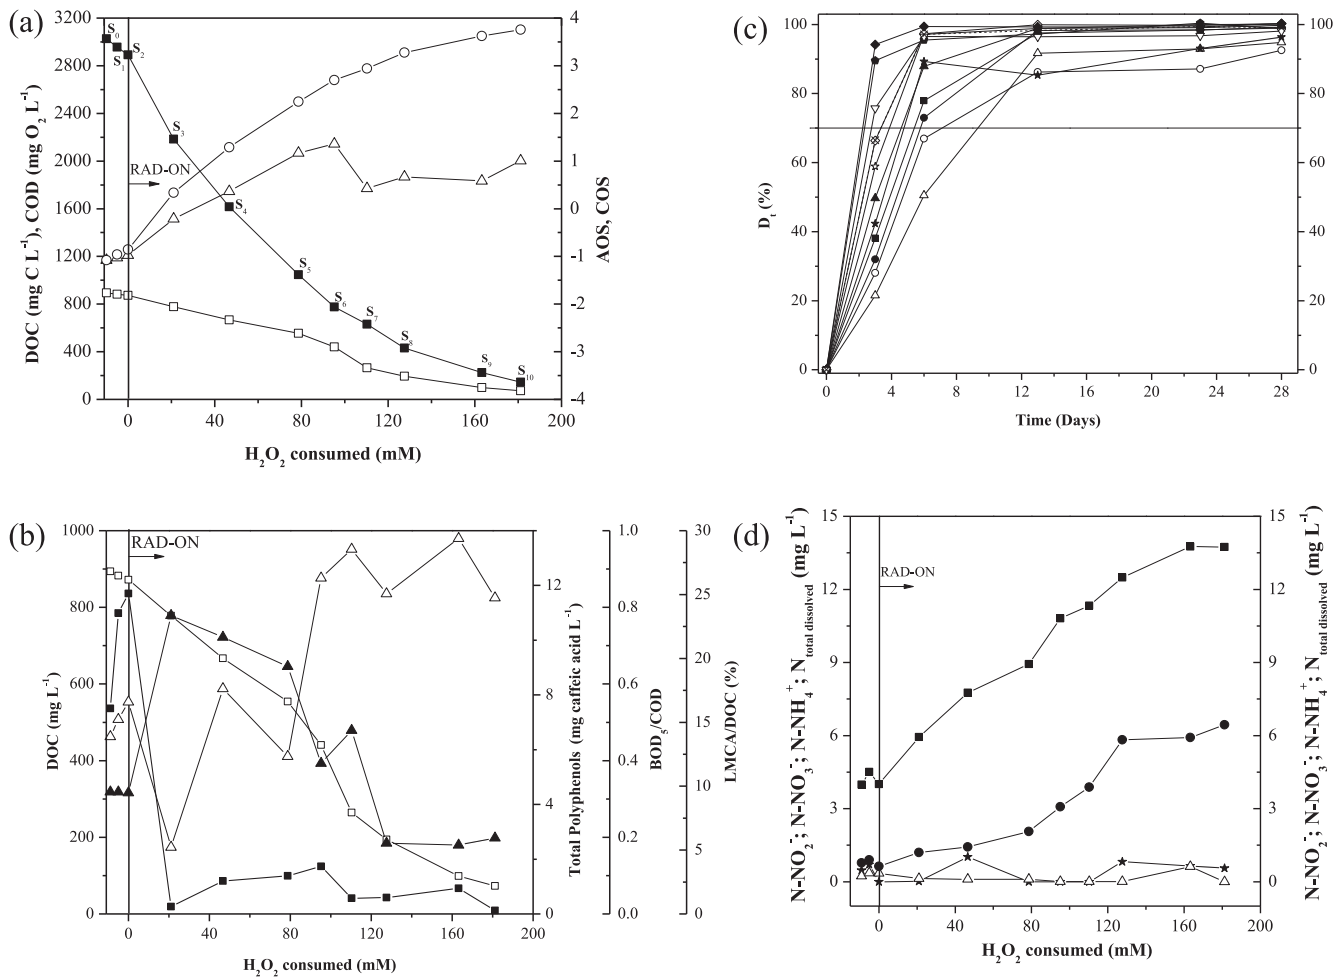 (a)
3200
2800
2400
2000
1600
1200
800
400
0
DOC (mg C L⁻¹), COD (mg O₂ L⁻¹)
S₀
S₁
S₂
S₃
S₄
S₅
S₆
S₇
S₈
S₉
S₁₀
RAD-ON
4
3
2
1
0
-1
-2
-3
-4
AOS, COS
0 40 80 120 160 200
H₂O₂ consumed (mM)
(c)
100
80
60
40
20
0
Dₜ (%)
100
80
60
40
20
0
0 4 8 12 16 20 24 28
Time (Days)
(b)
1000
800
600
400
200
0
DOC (mg L⁻¹)
RAD-ON
12
8
4
0
Total Polyphenols (mg caffeic acid L⁻¹)
1.0
0.8
0.6
0.4
0.2
0.0
BOD₅/COD
30
25
20
15
10
5
0
LMCA/DOC (%)
0 40 80 120 160 200
H₂O₂ consumed (mM)
(d)
15
12
9
6
3
0
N-NO₂⁻; N-NO₃⁻; N-NH₄⁺; N total dissolved (mg L⁻¹)
RAD-ON
15
12
9
6
3
0
N-NO₂⁻; N-NO₃⁻; N-NH₄⁺; N total dissolved (mg L⁻¹)
0 40 80 120 160 200
H₂O₂ consumed (mM)